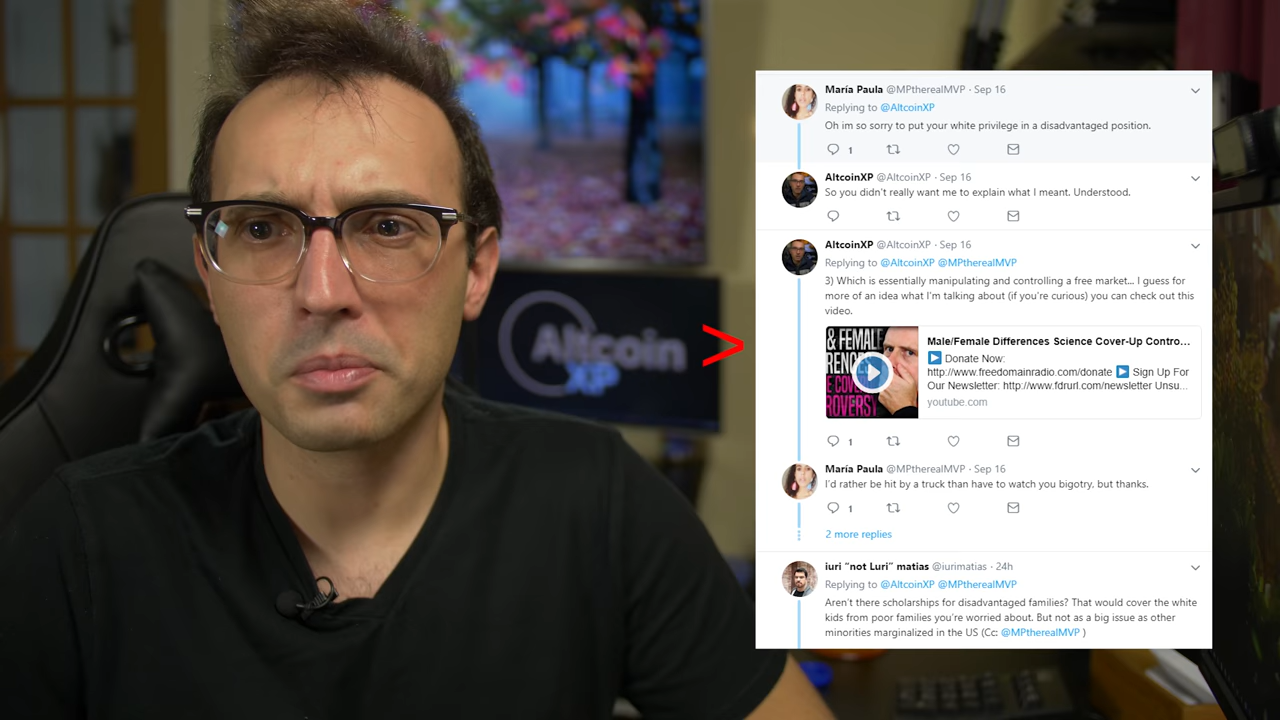 Altcoin
XP
>
María Paula @MPtherealMVP · Sep 16
Replying to @AltcoinXP
Oh im so sorry to put your white privilege in a disadvantaged position.
1
AltcoinXP @AltcoinXP · Sep 16
So you didn't really want me to explain what I meant. Understood.
AltcoinXP @AltcoinXP · Sep 16
Replying to @AltcoinXP @MPtherealMVP
3) Which is essentially manipulating and controlling a free market... I guess for
more of an idea what I'm talking about (if you're curious) you can check out this
video.
& FEMALE
Male/Female Differences Science Cover-Up Contro...
Donate Now:
http://www.freedomainradio.com/donate Sign Up For
Our Newsletter: http://www.fdrurl.com/newsletter Unsu...
youtube.com
1
María Paula @MPtherealMVP · Sep 16
I'd rather be hit by a truck than have to watch you bigotry, but thanks.
1
2 more replies
iuri "not Luri" matias @iurimatias · 24h
Replying to @AltcoinXP @MPtherealMVP
Aren't there scholarships for disadvantaged families? That would cover the white
kids from poor families you're worried about. But not as a big issue as other
minorities marginalized in the US (Cc: @MPtherealMVP )